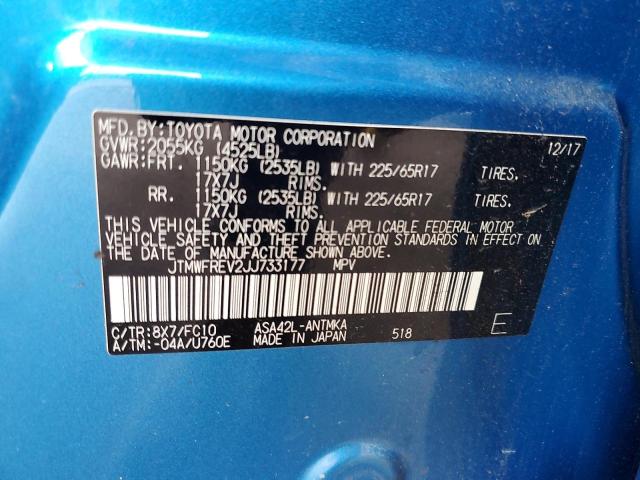 MFD.BY:TOYOTA MOTOR CORPORATION 12/17
GVWR:2055KG (4525LB)
GAWR:FRT. 1150KG (2535LB) WITH 225/65R17 TIRES.
17X7J RIMS.
RR. 1150KG (2535LB) WITH 225/65R17 TIRES.
17X7J RIMS.
THIS VEHICLE CONFORMS TO ALL APPLICABLE FEDERAL MOTOR
VEHICLE SAFETY AND THEFT PREVENTION STANDARDS IN EFFECT ON
THE DATE OF MANUFACTURE SHOWN ABOVE.
JTMWFREV2JJ733177 MPV
C/TR:8X7/FC10 ASA42L-ANTMKA
A/TM:-04A/U760E MADE IN JAPAN 518 E